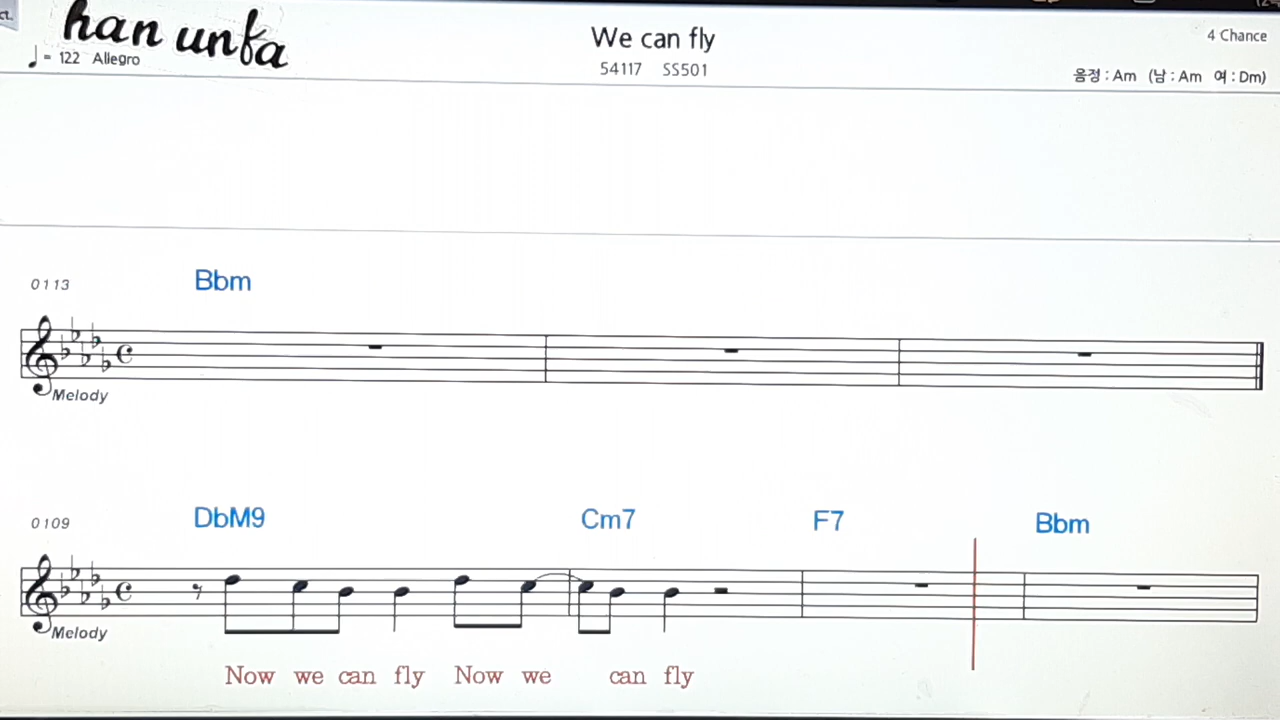 ct.
han unfa
♩ = 122 Allegro
We can fly
54117 SS501
4 Chance
음정 : Am (남 : Am 여 : Dm)
0113 Bbm
Melody
0109 DbM9 Cm7 F7 Bbm
Melody
Now we can fly Now we can fly